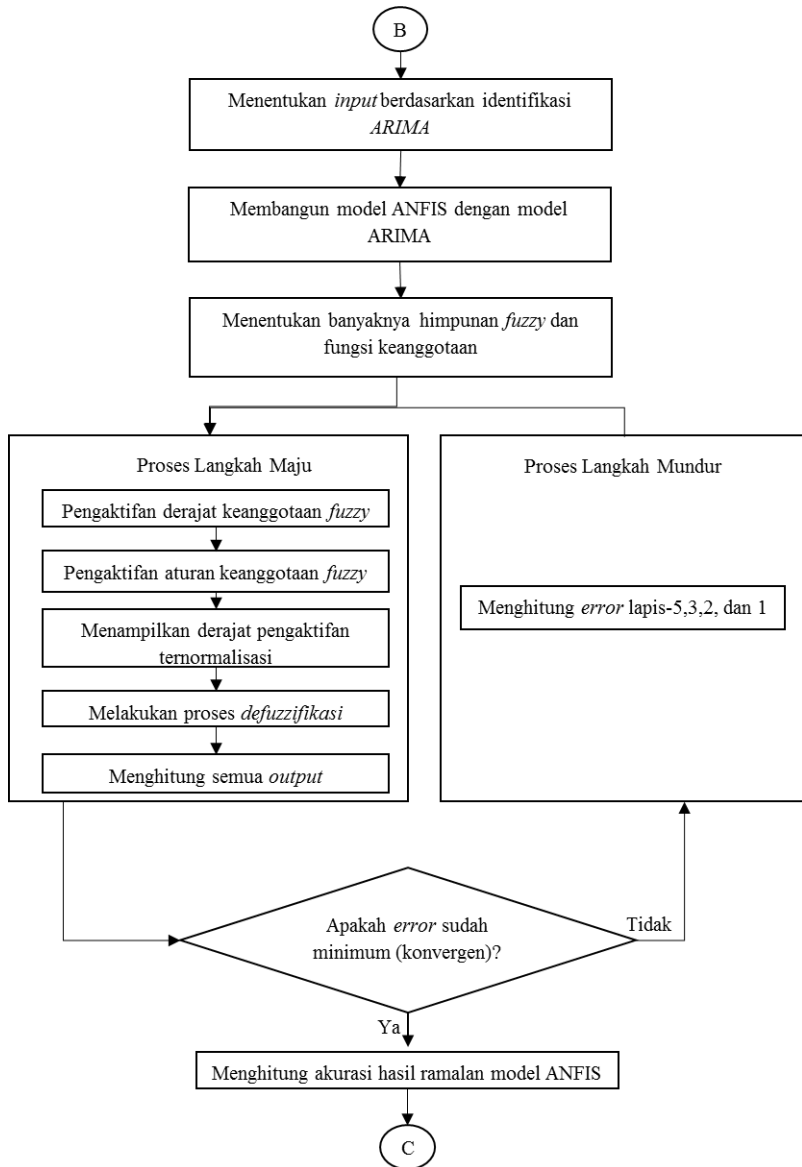 B
Menentukan input berdasarkan identifikasi
ARIMA
Membangun model ANFIS dengan model
ARIMA
Menentukan banyaknya himpunan fuzzy dan
fungsi keanggotaan
Proses Langkah Maju
Pengaktifan derajat keanggotaan fuzzy
Pengaktifan aturan keanggotaan fuzzy
Menampilkan derajat pengaktifan
ternormalisasi
Melakukan proses defuzzifikasi
Menghitung semua output
Proses Langkah Mundur
Menghitung error lapis-5,3,2, dan 1
Apakah error sudah
minimum (konvergen)?
Tidak
Ya
Menghitung akurasi hasil ramalan model ANFIS
C